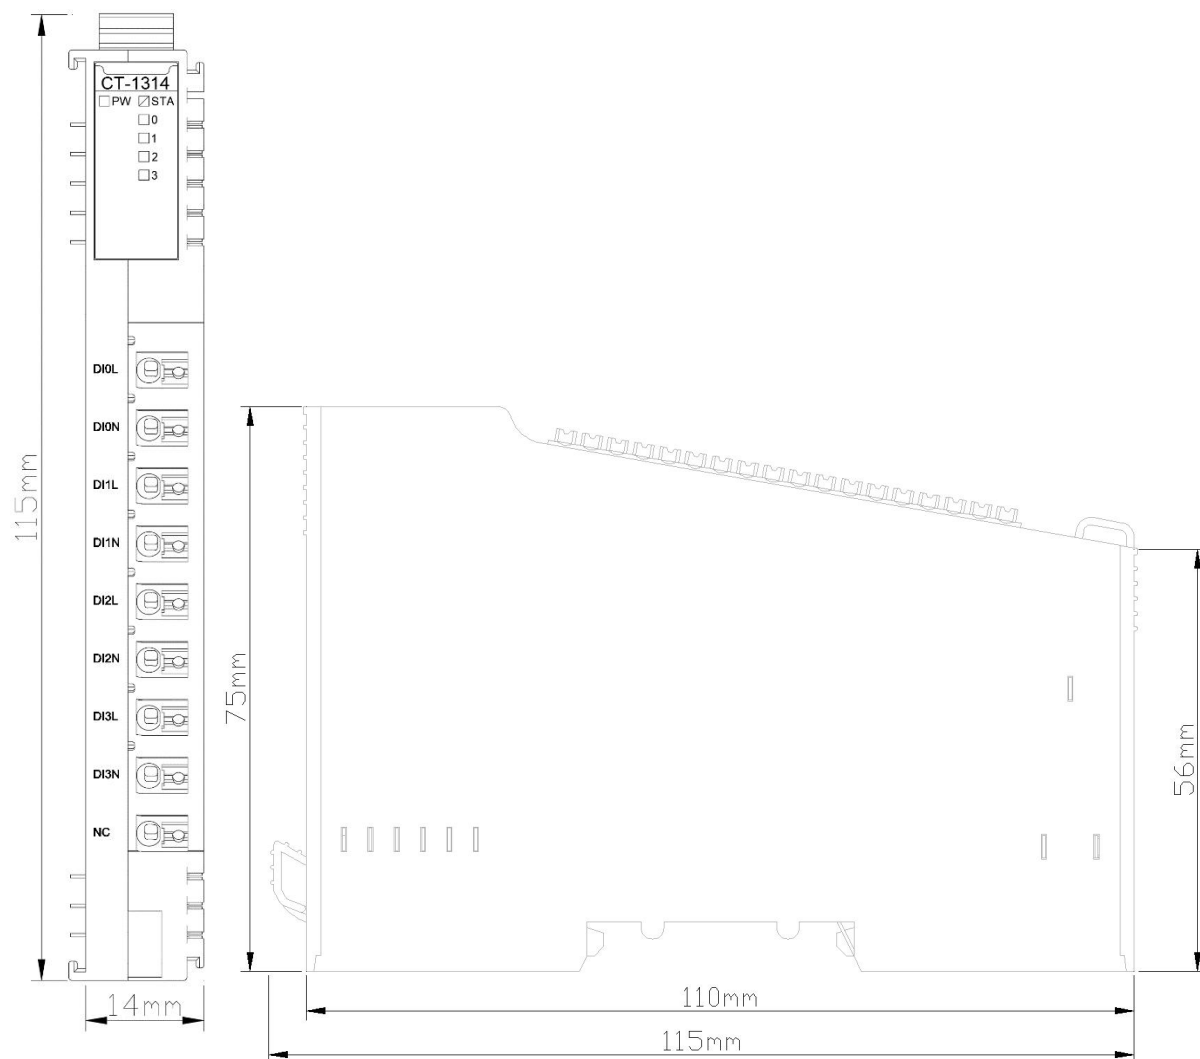 CT-1314
PW STA
0
1
2
3
DI0L
DI0N
DI1L
DI1N
DI2L
DI2N
DI3L
DI3N
NC
115mm
14mm
75mm
56mm
110mm
115mm